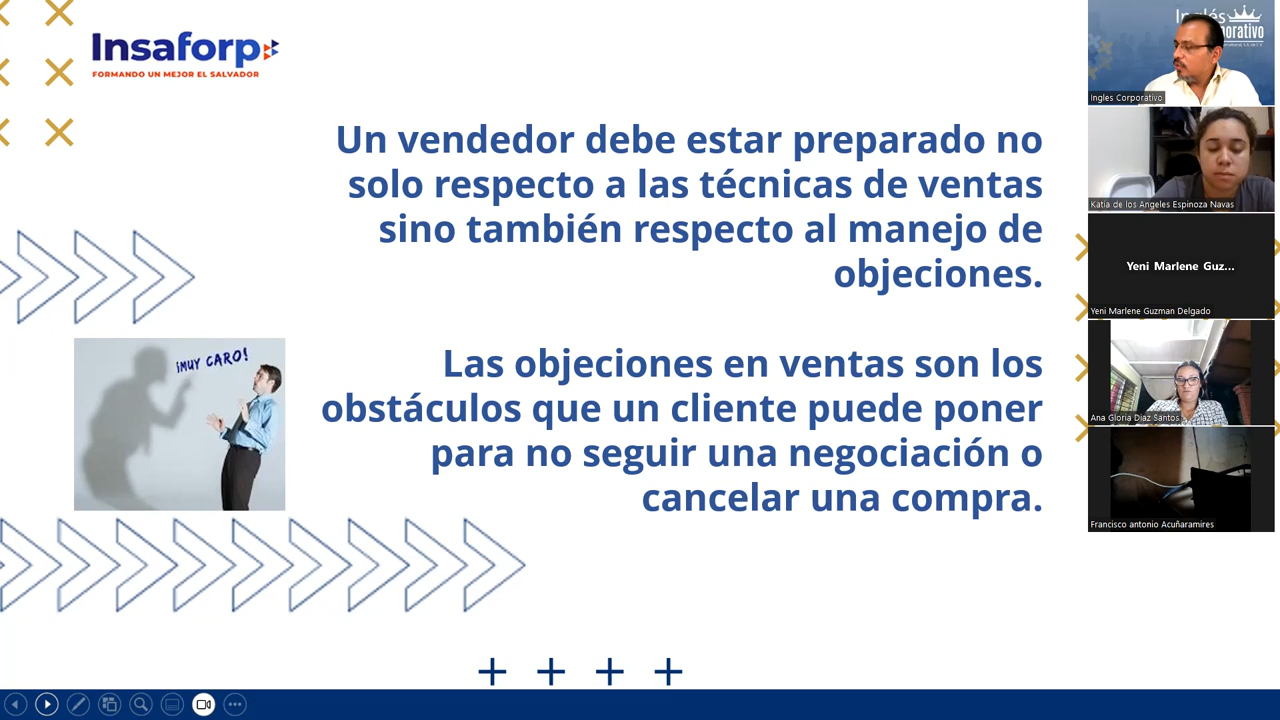 Insaforp
FORMANDO UN MEJOR EL SALVADOR
Un vendedor debe estar preparado no
solo respecto a las técnicas de ventas
sino también respecto al manejo de
objeciones.
¡MUY CARO!
Las objeciones en ventas son los
obstáculos que un cliente puede poner
para no seguir una negociación o
cancelar una compra.
Inglés
Ingles Corporativo
Katia de los Angeles Espinoza Navas
Yeni Marlene Guz...
Yeni Marlene Guzman Delgado
Ana Gloria Diaz Santos
Francisco antonio Acuñaramires